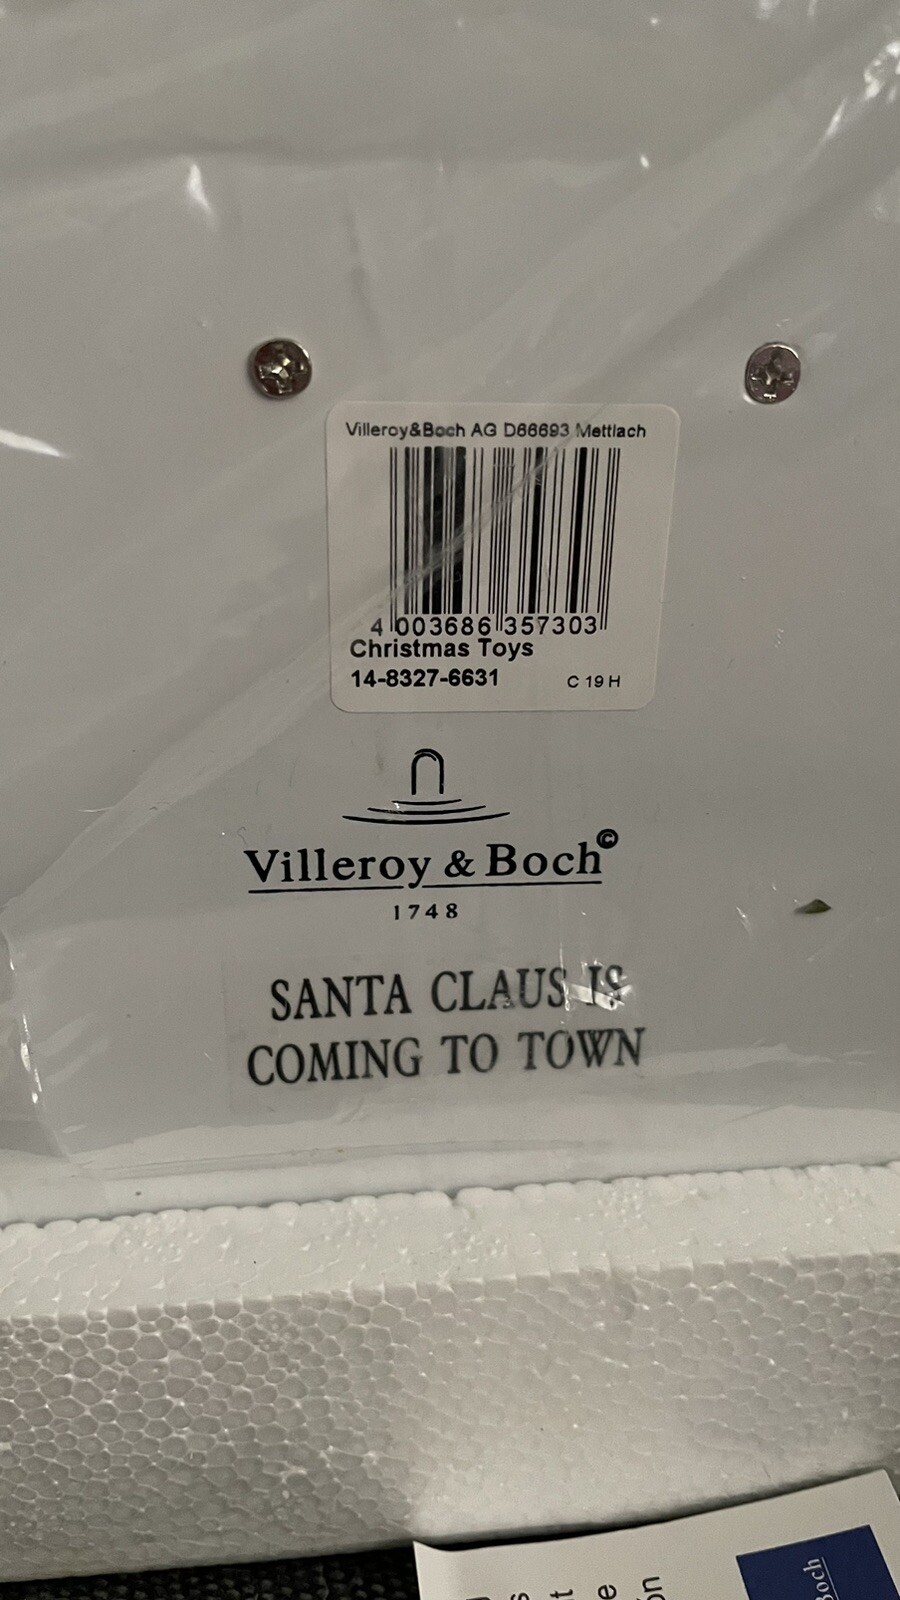 Villeroy&Boch AG D66693 Mettlach
4 003686 357303
Christmas Toys
14-8327-6631 C 19 H
Villeroy & Boch©
1748
SANTA CLAUS IS
COMING TO TOWN
Boch